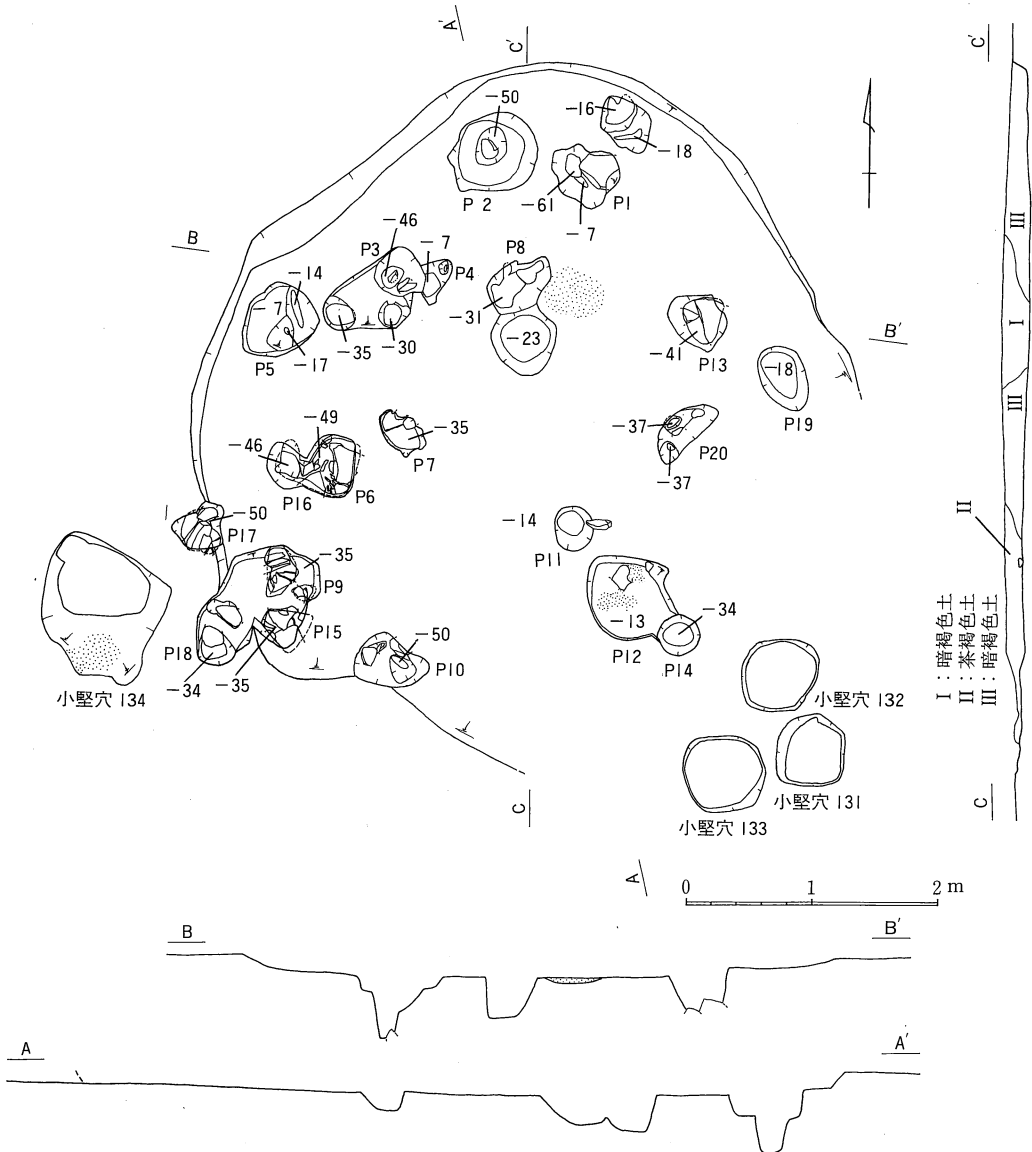 A'
C'
C'
-50
-16
-18
P 2
-61
P1
-7
B
-46
-7
P3
P4
P8
III
-14
-7
-31
-23
-35
-30
P5
-17
I
B'
-41
P13
-18
P19
III
-49
-46
-35
P7
-37
P20
-37
P16
P6
-50
P17
-14
P11
II
-35
P9
P15
-13
-34
P12
P14
P18
-34
-35
-50
P10
小堅穴 134
小堅穴 132
小堅穴 131
小堅穴 133
I：暗褐色土
II：茶褐色土
III：暗褐色土
C
C
A
0 1 2 m
B
B'
A
A'